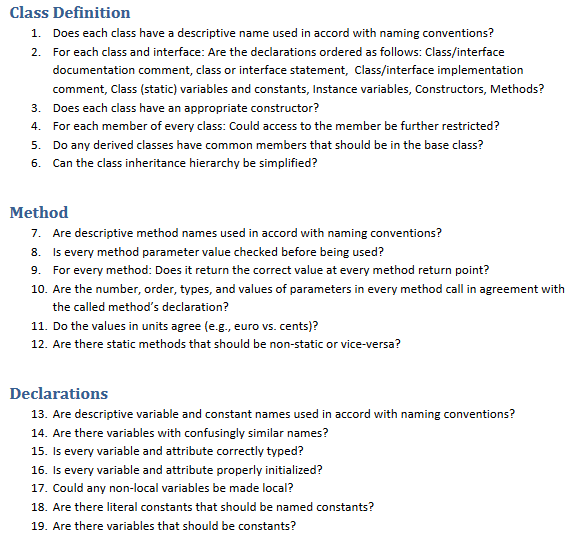 Class Definition
1. Does each class have a descriptive name used in accord with naming conventions?
2. For each class and interface: Are the declarations ordered as follows: Class/interface
documentation comment, class or interface statement, Class/interface implementation
comment, Class (static) variables and constants, Instance variables, Constructors, Methods?
3. Does each class have an appropriate constructor?
4. For each member of every class: Could access to the member be further restricted?
5. Do any derived classes have common members that should be in the base class?
6. Can the class inheritance hierarchy be simplified?
Method
7. Are descriptive method names used in accord with naming conventions?
8. Is every method parameter value checked before being used?
9. For every method: Does it return the correct value at every method return point?
10. Are the number, order, types, and values of parameters in every method call in agreement with
the called method’s declaration?
11. Do the values in units agree (e.g., euro vs. cents)?
12. Are there static methods that should be non-static or vice-versa?
Declarations
13. Are descriptive variable and constant names used in accord with naming conventions?
14. Are there variables with confusingly similar names?
15. Is every variable and attribute correctly typed?
16. Is every variable and attribute properly initialized?
17. Could any non-local variables be made local?
18. Are there literal constants that should be named constants?
19. Are there variables that should be constants?